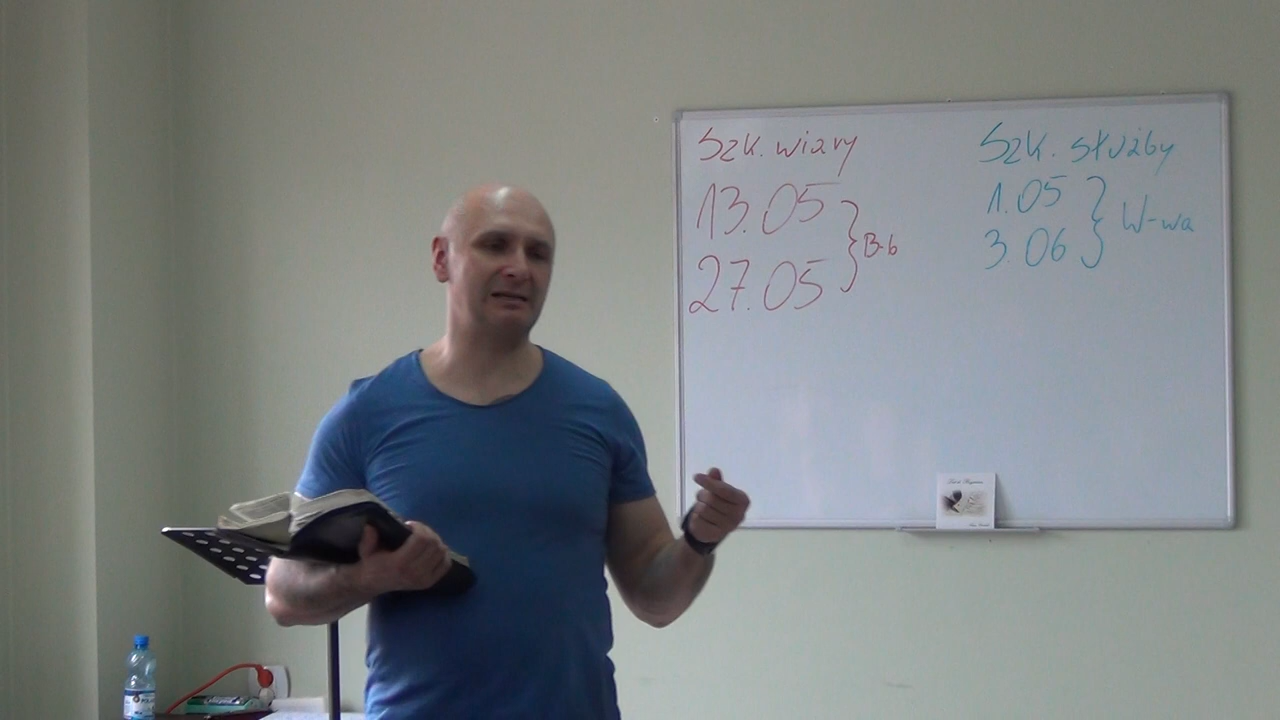 Szk. wiary
13.05
27.05
B-b
Szk. służby
1.05
3.06
W-wa